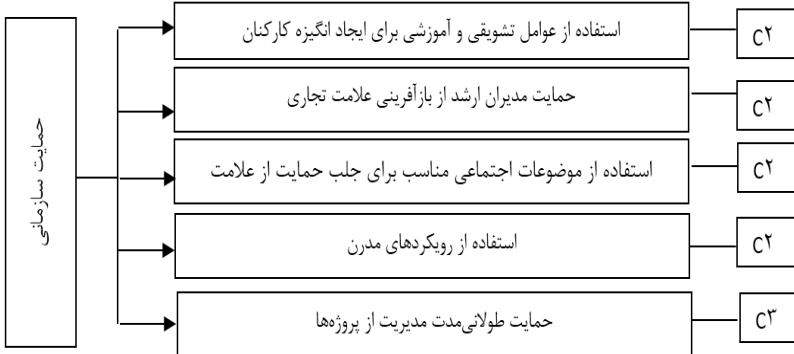 حمایت سازمانی
استفاده از عوامل تشویقی و آموزشی برای ایجاد انگیزه کارکنان
C۲
حمایت مدیران ارشد از بازآفرینی علامت تجاری
C۲
استفاده از موضوعات اجتماعی مناسب برای جلب حمایت از علامت
C۲
استفاده از رویکردهای مدرن
C۲
حمایت طولانی‌مدت مدیریت از پروژه‌ها
C۳